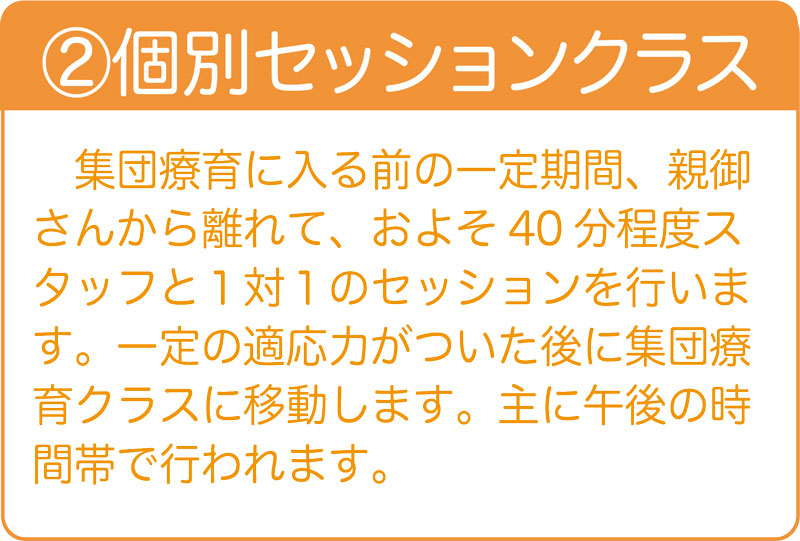 ②個別セッションクラス
　集団療育に入る前の一定期間、親御
さんから離れて、およそ 40 分程度ス
タッフと１対１のセッションを行いま
す。一定の適応力がついた後に集団療
育クラスに移動します。主に午後の時
間帯で行われます。